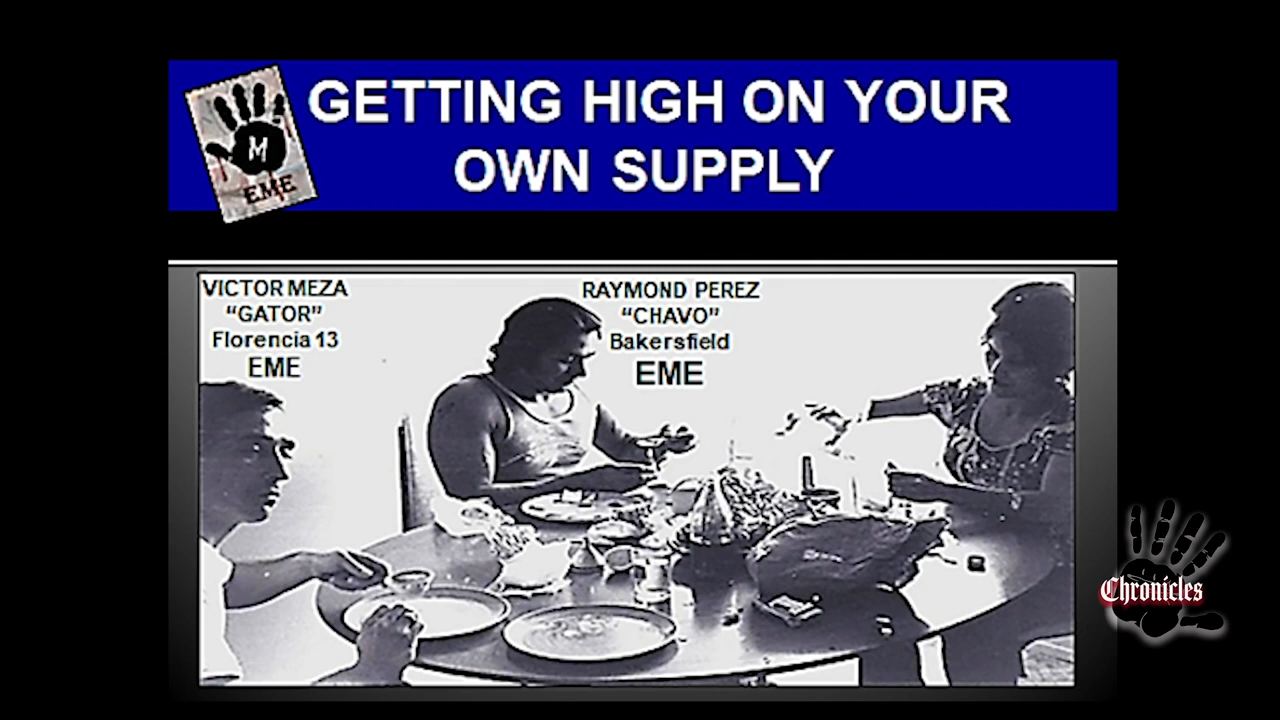 GETTING HIGH ON YOUR
OWN SUPPLY
M
EME
VICTOR MEZA
“GATOR”
Florencia 13
EME
RAYMOND PEREZ
“CHAVO”
Bakersfield
EME
Chronicles